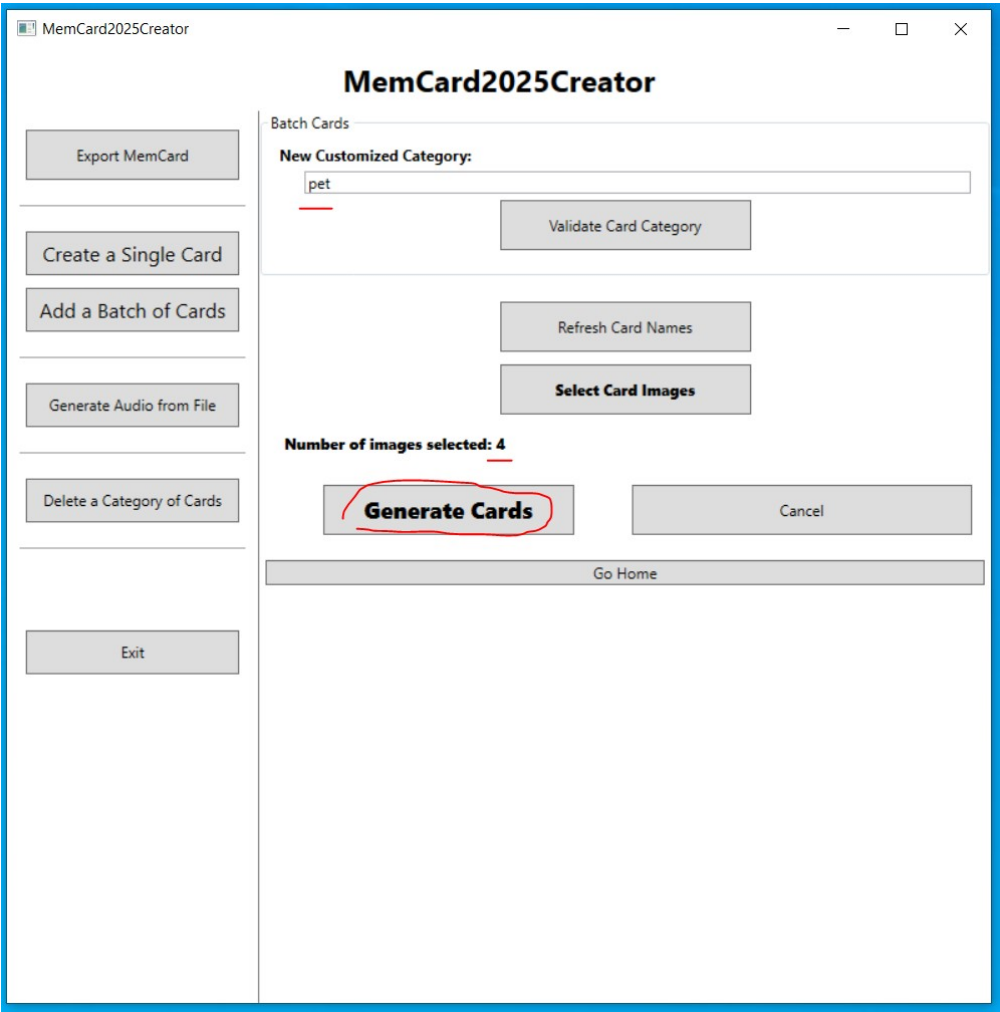 MemCard2025Creator
MemCard2025Creator
Export MemCard
Create a Single Card
Add a Batch of Cards
Generate Audio from File
Delete a Category of Cards
Exit
Batch Cards
New Customized Category:
pet
Validate Card Category
Refresh Card Names
Select Card Images
Number of images selected: 4
Generate Cards
Cancel
Go Home